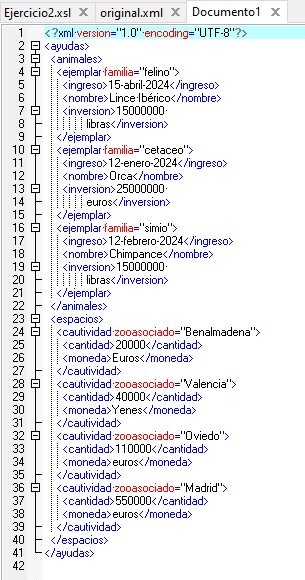 Ejercicio2.xsl original.xml Documento1
1 <?xml version="1.0" encoding="UTF-8"?>
2 <ayudas>
3 <animales>
4 <ejemplar familia="felino">
5 <ingreso>15-abril-2024</ingreso>
6 <nombre>Lince Ibérico</nombre>
7 <inversion>15000000
8 libras</inversion>
9 </ejemplar>
10 <ejemplar familia="cetaceo">
11 <ingreso>12-enero-2024</ingreso>
12 <nombre>Orca</nombre>
13 <inversion>25000000
14 euros</inversion>
15 </ejemplar>
16 <ejemplar familia="simio">
17 <ingreso>12-febrero-2024</ingreso>
18 <nombre>Chimpance</nombre>
19 <inversion>15000000
20 libras</inversion>
21 </ejemplar>
22 </animales>
23 <espacios>
24 <cautividad zooasociado="Benalmadena">
25 <cantidad>20000</cantidad>
26 <moneda>Euros</moneda>
27 </cautividad>
28 <cautividad zooasociado="Valencia">
29 <cantidad>40000</cantidad>
30 <moneda>Yenes</moneda>
31 </cautividad>
32 <cautividad zooasociado="Oviedo">
33 <cantidad>110000</cantidad>
34 <moneda>euros</moneda>
35 </cautividad>
36 <cautividad zooasociado="Madrid">
37 <cantidad>550000</cantidad>
38 <moneda>euros</moneda>
39 </cautividad>
40 </espacios>
41 </ayudas>
42